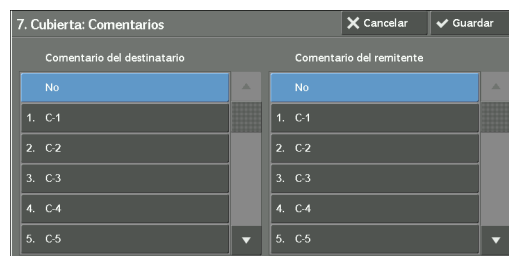 7. Cubierta: Comentarios
Cancelar
Guardar
Comentario del destinatario
No
1. C-1
2. C-2
3. C-3
4. C-4
5. C-5
Comentario del remitente
No
1. C-1
2. C-2
3. C-3
4. C-4
5. C-5